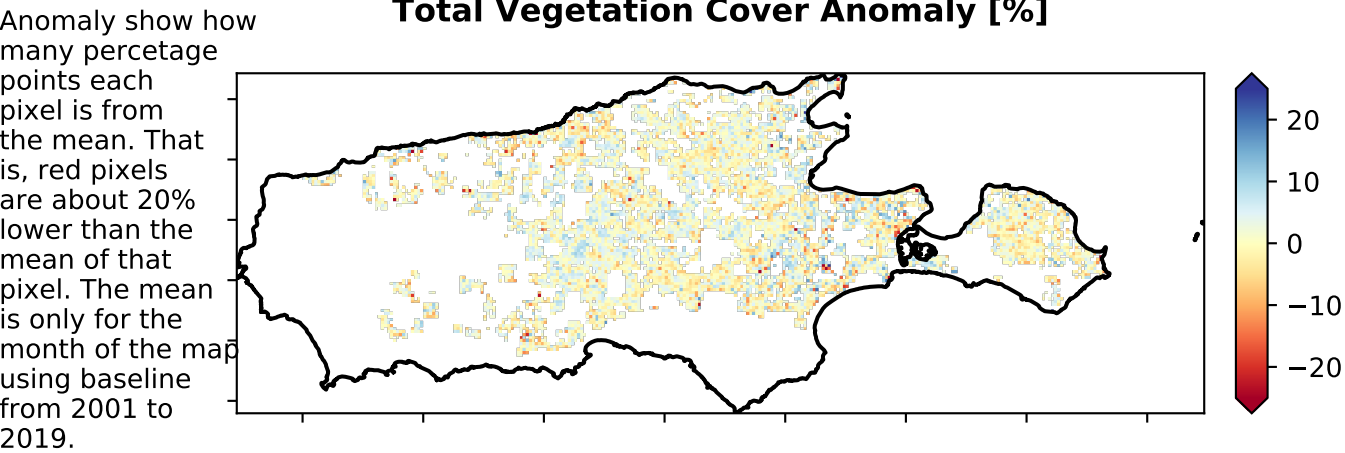 Total Vegetation Cover Anomaly [%]
Anomaly show how
many percetage
points each
pixel is from
the mean. That
is, red pixels
are about 20%
lower than the
mean of that
pixel. The mean
is only for the
month of the map
using baseline
from 2001 to
2019.
20
10
0
−10
−20